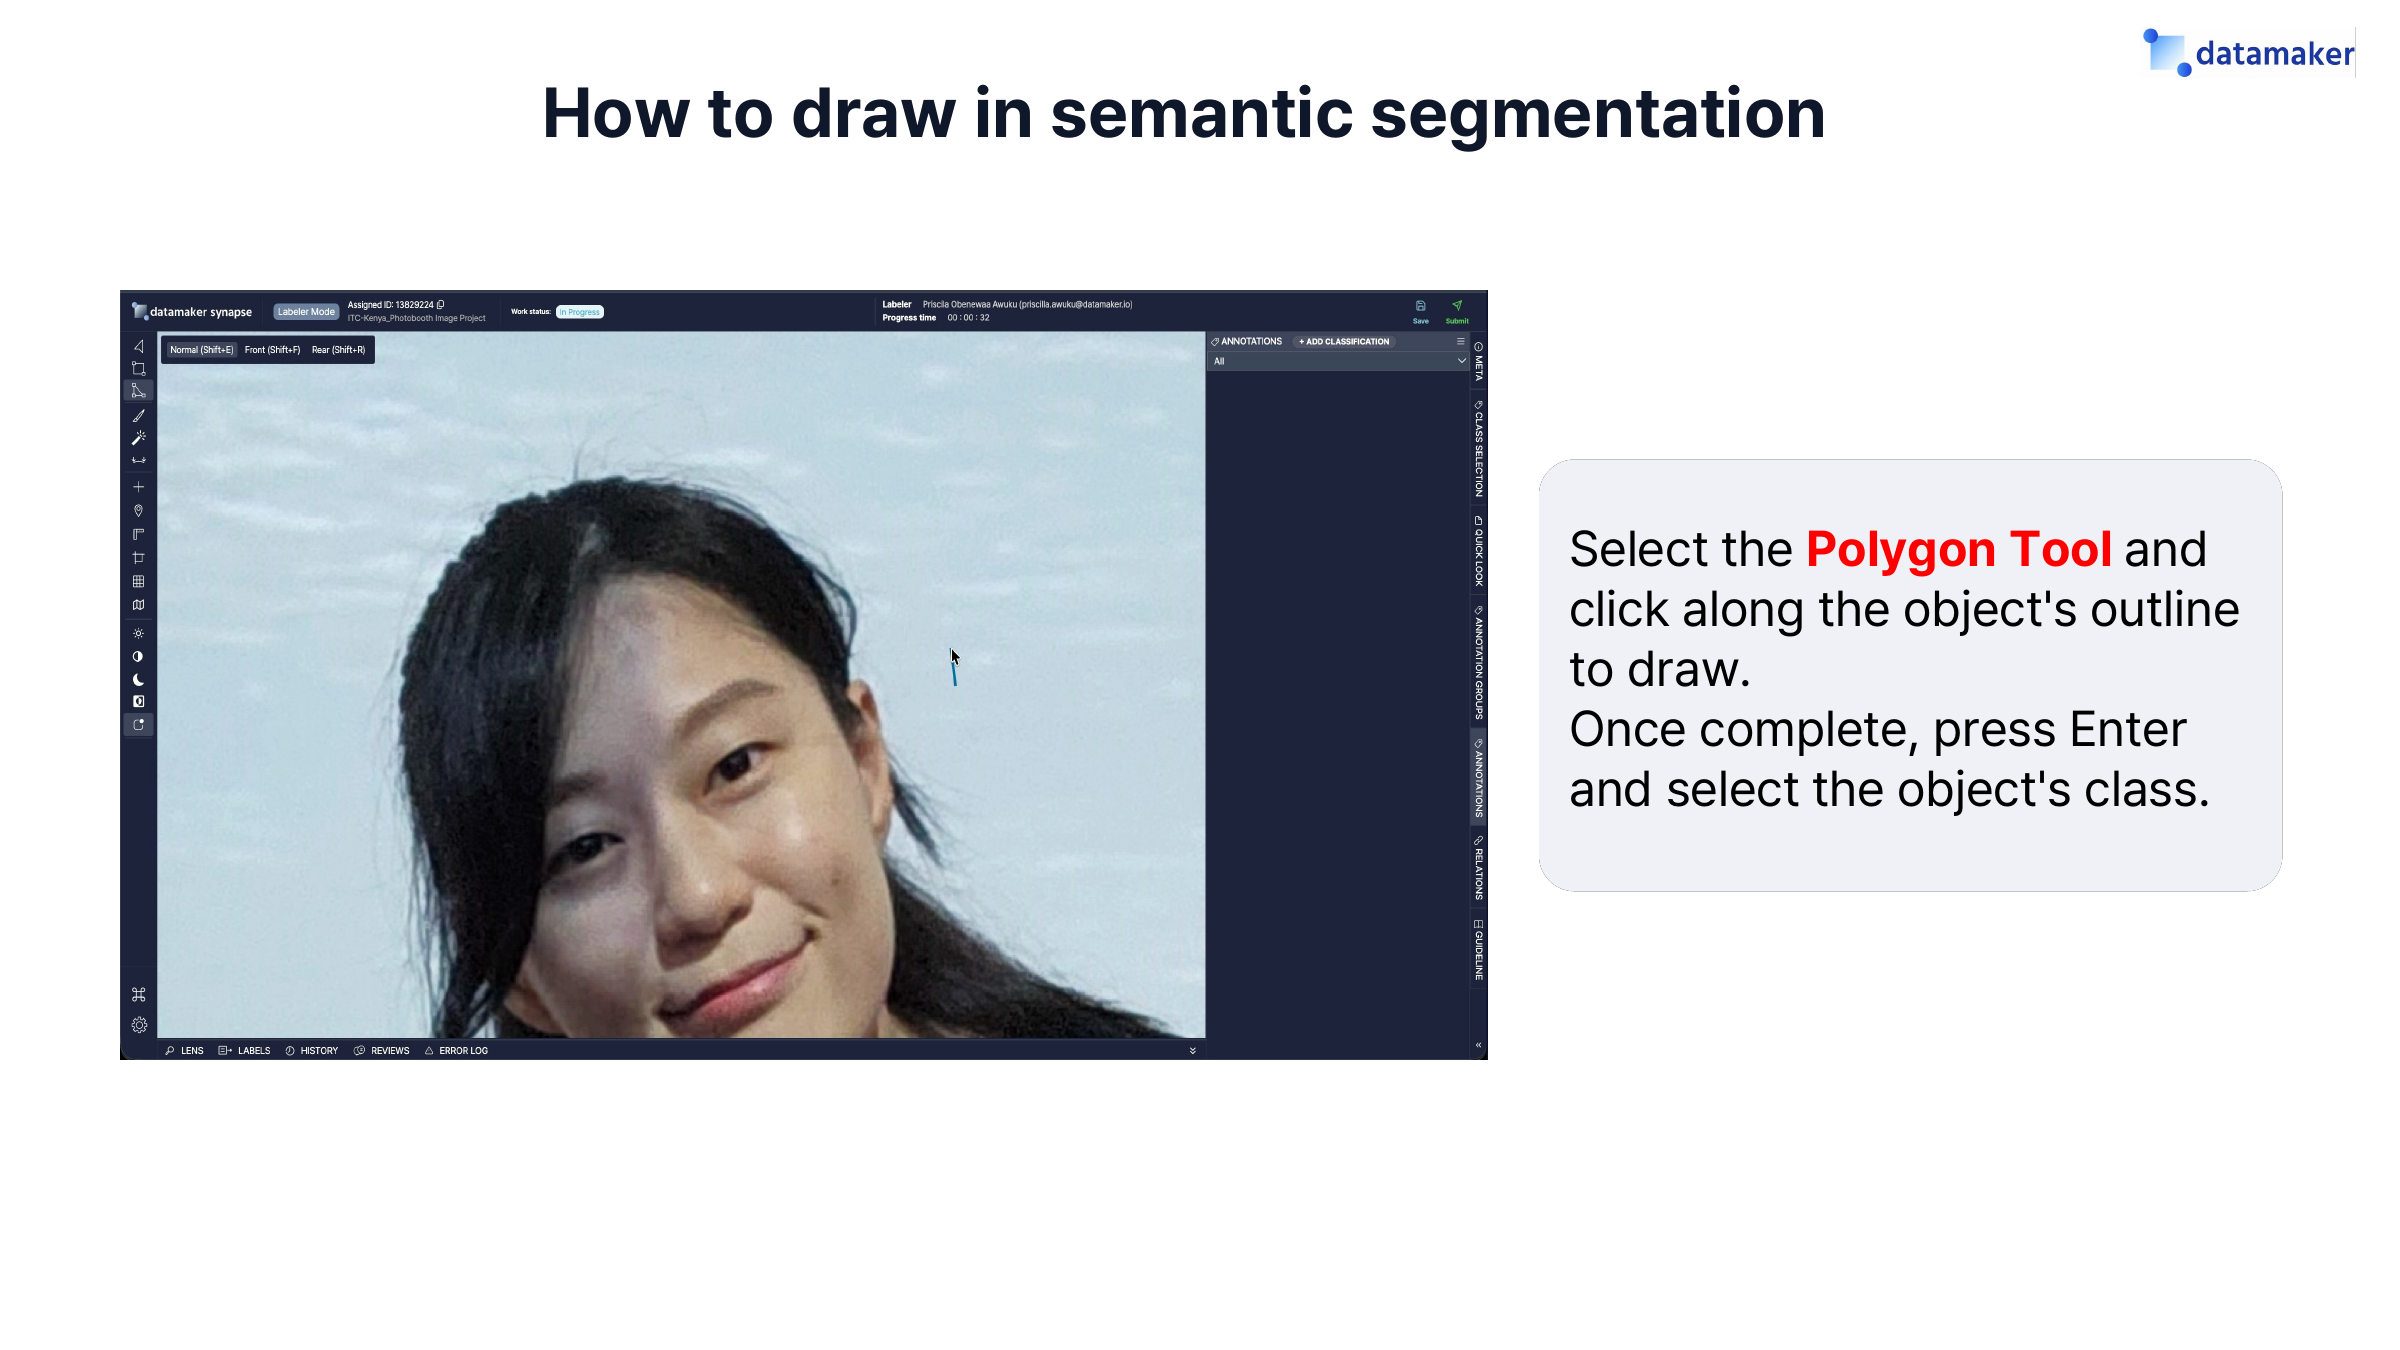 datamaker
How to draw in semantic segmentation
datamaker synapse
Labeler Mode
Assigned ID: 13829224
ITC-Kenya_Photobooth Image Project
Work status: In Progress
Labeler Priscila Obenewaa Awuku (priscilla.awuku@datamaker.io)
Progress time 00 : 00 : 32
Save
Submit
Normal (Shift+E) Front (Shift+F) Rear (Shift+R)
ANNOTATIONS + ADD CLASSIFICATION
All
META
CLASS SELECTION
QUICK LOOK
ANNOTATION GROUPS
ANNOTATIONS
RELATIONS
GUIDELINE
LENS LABELS HISTORY REVIEWS ERROR LOG
Select the Polygon Tool and
click along the object's outline
to draw.
Once complete, press Enter
and select the object's class.